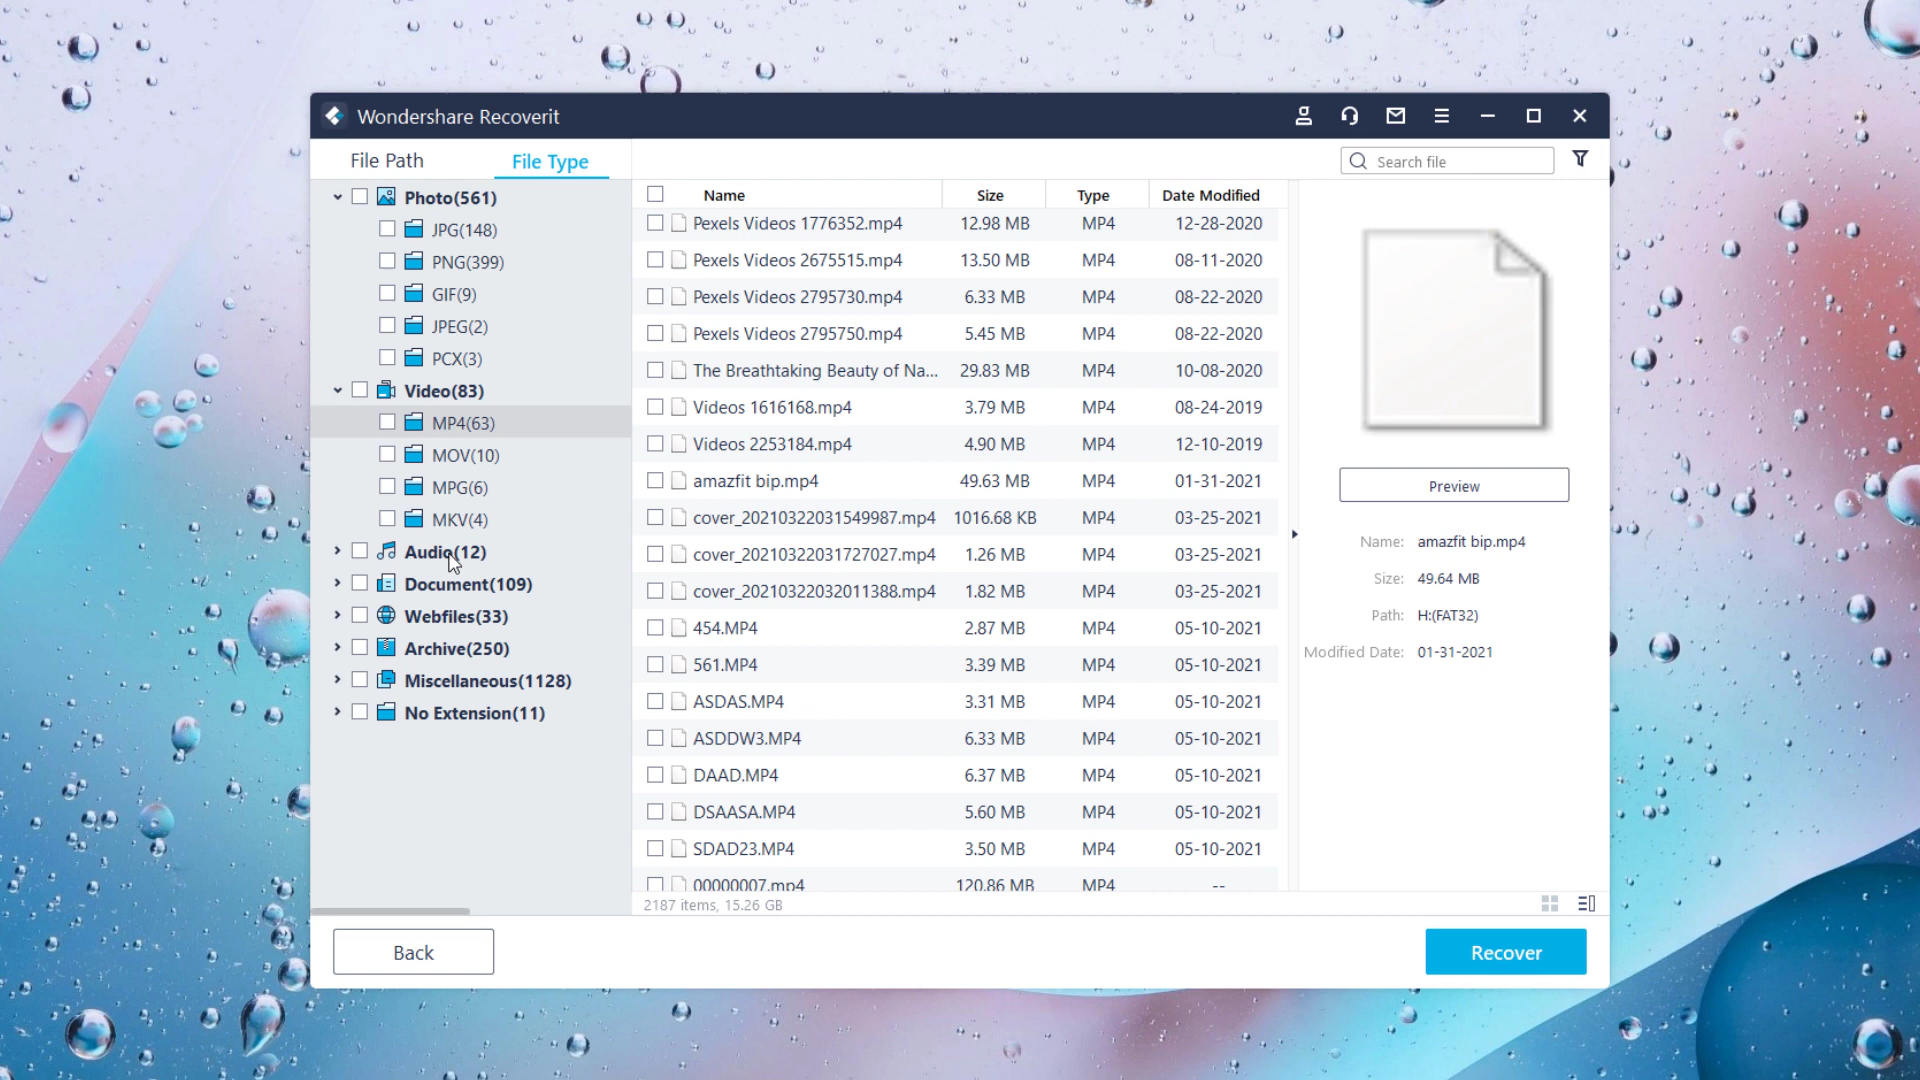 Wondershare Recoverit
File Path
File Type
Search file
Photo(561)
JPG(148)
PNG(399)
GIF(9)
JPEG(2)
PCX(3)
Video(83)
MP4(63)
MOV(10)
MPG(6)
MKV(4)
Audio(12)
Document(109)
Webfiles(33)
Archive(250)
Miscellaneous(1128)
No Extension(11)
Name Size Type Date Modified
Pexels Videos 1776352.mp4 12.98 MB MP4 12-28-2020
Pexels Videos 2675515.mp4 13.50 MB MP4 08-11-2020
Pexels Videos 2795730.mp4 6.33 MB MP4 08-22-2020
Pexels Videos 2795750.mp4 5.45 MB MP4 08-22-2020
The Breathtaking Beauty of Na... 29.83 MB MP4 10-08-2020
Videos 1616168.mp4 3.79 MB MP4 08-24-2019
Videos 2253184.mp4 4.90 MB MP4 12-10-2019
amazfit bip.mp4 49.63 MB MP4 01-31-2021
cover_20210322031549987.mp4 1016.68 KB MP4 03-25-2021
cover_20210322031727027.mp4 1.26 MB MP4 03-25-2021
cover_20210322032011388.mp4 1.82 MB MP4 03-25-2021
454.MP4 2.87 MB MP4 05-10-2021
561.MP4 3.39 MB MP4 05-10-2021
ASDAS.MP4 3.31 MB MP4 05-10-2021
ASDDW3.MP4 6.33 MB MP4 05-10-2021
DAAD.MP4 6.37 MB MP4 05-10-2021
DSAASA.MP4 5.60 MB MP4 05-10-2021
SDAD23.MP4 3.50 MB MP4 05-10-2021
00000007.mp4 120.86 MB MP4 --
2187 items, 15.26 GB
Preview
Name: amazfit bip.mp4
Size: 49.64 MB
Path: H:(FAT32)
Modified Date: 01-31-2021
Back
Recover